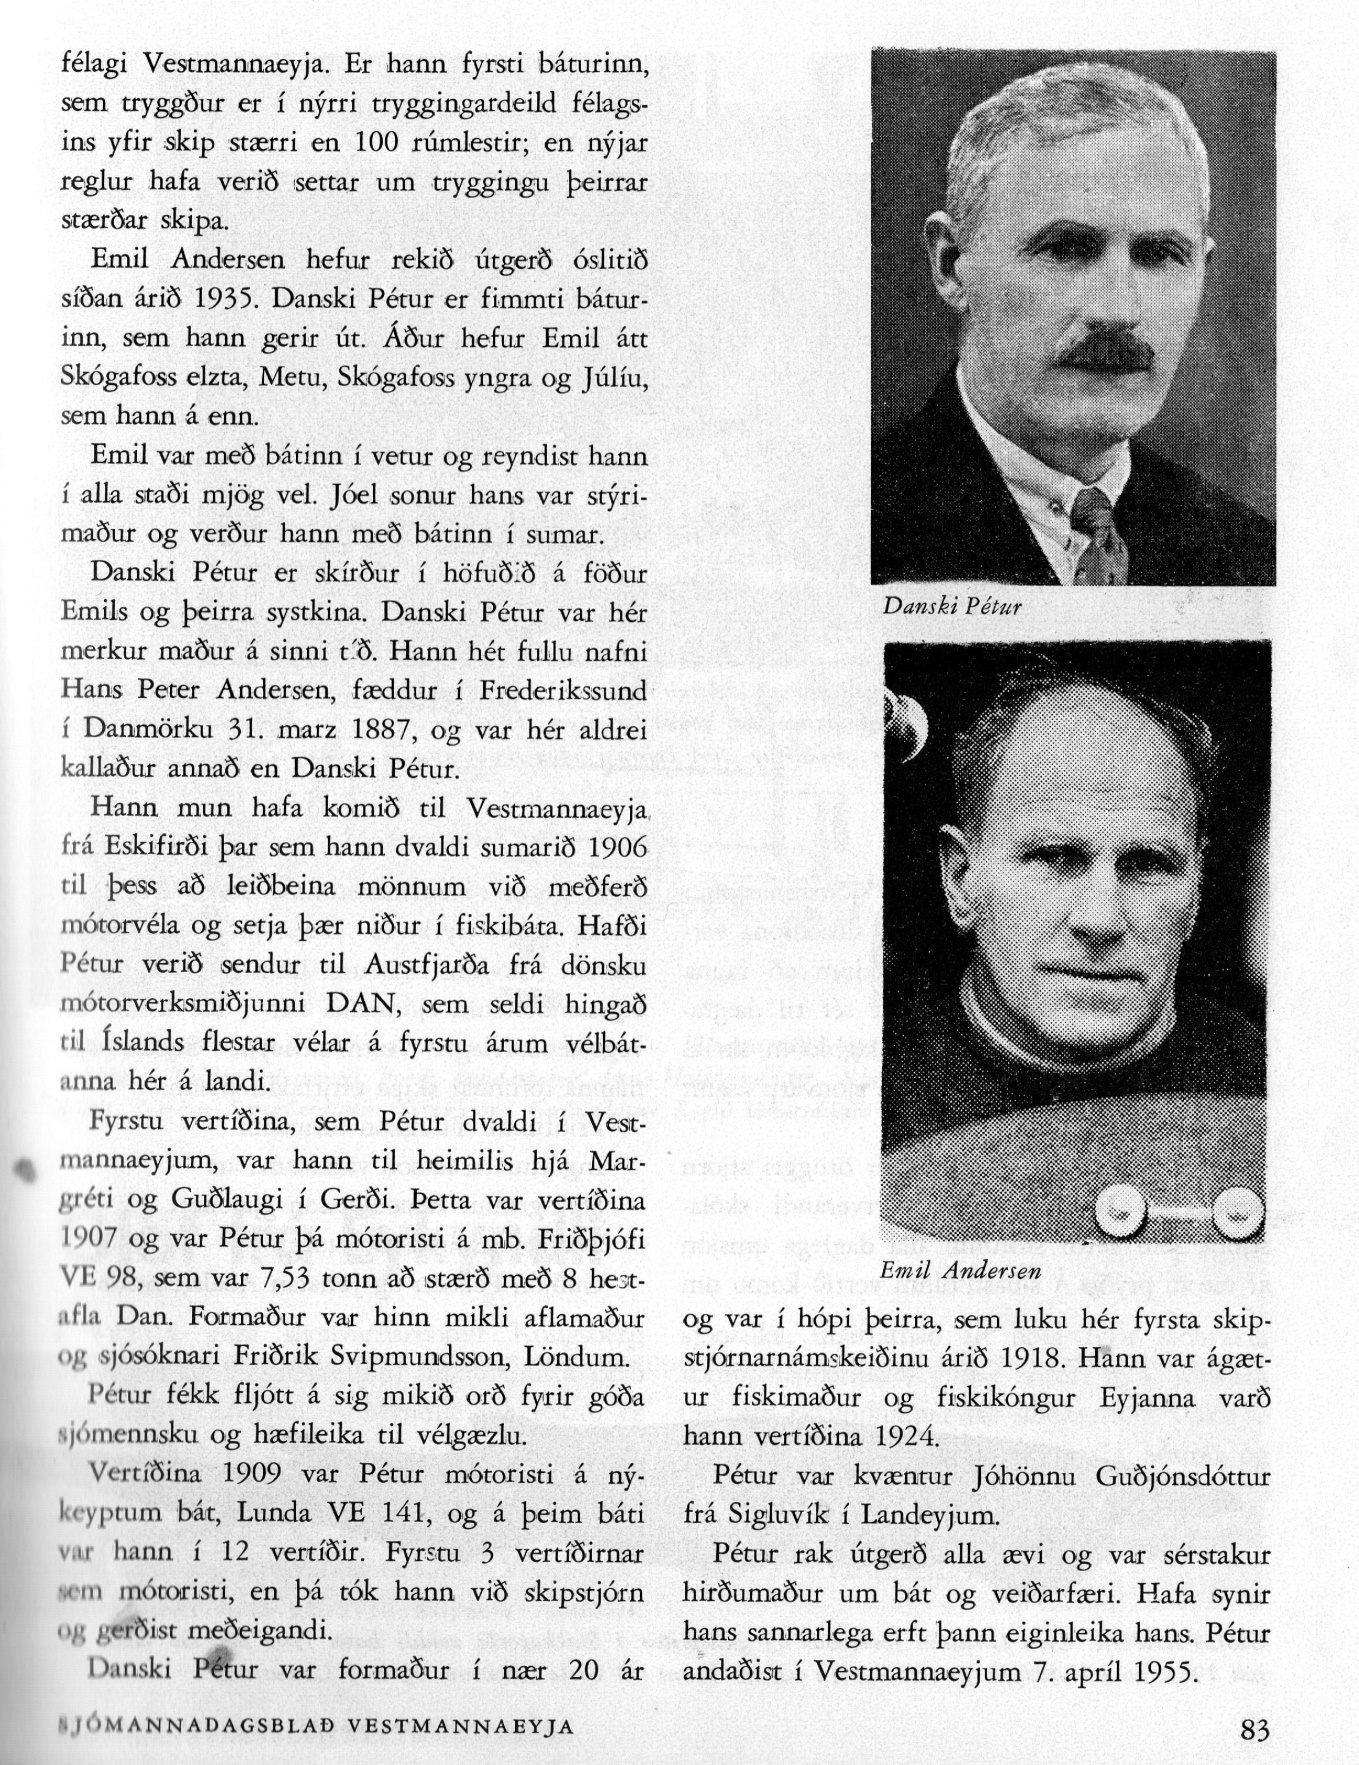 félagi Vestmannaeyja. Er hann fyrsti báturinn,
sem tryggður er í nýrri tryggingardeild félags-
ins yfir skip stærri en 100 rúmlestir; en nýjar
reglur hafa verið settar um tryggingu þeirrar
stærðar skipa.
Emil Andersen hefur rekið útgerð óslitið
síðan árið 1935. Danski Pétur er fimmti bátur-
inn, sem hann gerir út. Áður hefur Emil átt
Skógafoss elzta, Metu, Skógafoss yngra og Júlíu,
sem hann á enn.
Emil var með bátinn í vetur og reyndist hann
í alla staði mjög vel. Jóel sonur hans var stýri-
maður og verður hann með bátinn í sumar.
Danski Pétur er skírður í höfuðið á föður
Emils og þeirra systkina. Danski Pétur var hér
merkur maður á sinni tíð. Hann hét fullu nafni
Hans Peter Andersen, fæddur í Frederikssund
í Danmörku 31. marz 1887, og var hér aldrei
kallaður annað en Danski Pétur.
Hann mun hafa komið til Vestmannaeyja
frá Eskifirði þar sem hann dvaldi sumarið 1906
til þess að leiðbeina mönnum við meðferð
mótorvéla og setja þær niður í fiskibáta. Hafði
Pétur verið sendur til Austfjarða frá dönsku
mótorverksmiðjunni DAN, sem seldi hingað
til Íslands flestar vélar á fyrstu árum vélbát-
anna hér á landi.
Fyrstu vertíðina, sem Pétur dvaldi í Vest-
mannaeyjum, var hann til heimilis hjá Mar-
gréti og Guðlaugi í Gerði. Þetta var vertíðina
1907 og var Pétur þá mótoristi á mb. Friðþjófi
VE 98, sem var 7,53 tonn að stærð með 8 hest-
afla Dan. Formaður var hinn mikli aflamaður
og sjósóknari Friðrik Svipmundsson, Löndum.
Pétur fékk fljótt á sig mikið orð fyrir góða
sjómennsku og hæfileika til vélgæzlu.
Vertíðina 1909 var Pétur mótoristi á ný-
keyptum bát, Lunda VE 141, og á þeim báti
var hann í 12 vertíðir. Fyrstu 3 vertíðirnar
sem mótoristi, en þá tók hann við skipstjórn
og gerðist meðeigandi.
Danski Pétur var formaður í nær 20 ár
Danski Pétur
Emil Andersen
og var í hópi þeirra, sem luku hér fyrsta skip-
stjórnarnámskeiðinu árið 1918. Hann var ágæt-
ur fiskimaður og fiskikóngur Eyjanna varð
hann vertíðina 1924.
Pétur var kvæntur Jóhönnu Guðjónsdóttur
frá Sigluvík í Landeyjum.
Pétur rak útgerð alla ævi og var sérstakur
hirðumaður um bát og veiðarfæri. Hafa synir
hans sannarlega erft þann eiginleika hans. Pétur
andaðist í Vestmannaeyjum 7. apríl 1955.
SJÓMANNADAGSBLAÐ VESTMANNAEYJA
83